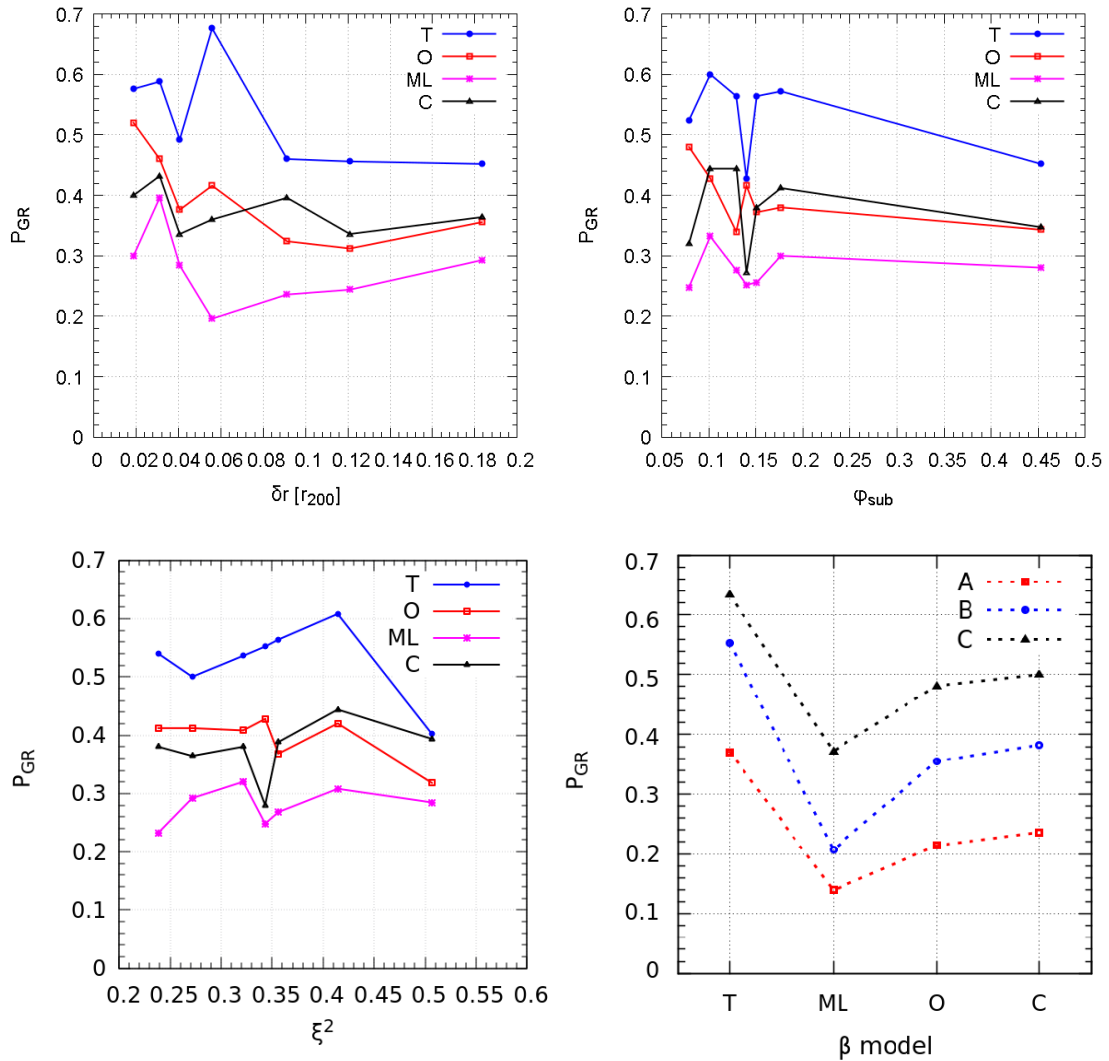 0.7
0.6
0.5
0.4
0.3
0.2
0.1
0
P_GR
T
O
ML
C
0 0.02 0.04 0.06 0.08 0.1 0.12 0.14 0.16 0.18 0.2
δr [r_200]
0.7
0.6
0.5
0.4
0.3
0.2
0.1
0
P_GR
T
O
ML
C
0.05 0.1 0.15 0.2 0.25 0.3 0.35 0.4 0.45 0.5
φ_sub
0.7
0.6
0.5
0.4
0.3
0.2
0.1
0
P_GR
T
O
ML
C
0.2 0.25 0.3 0.35 0.4 0.45 0.5 0.55 0.6
ξ²
0.7
0.6
0.5
0.4
0.3
0.2
0.1
0
P_GR
A
B
C
T ML O C
β model